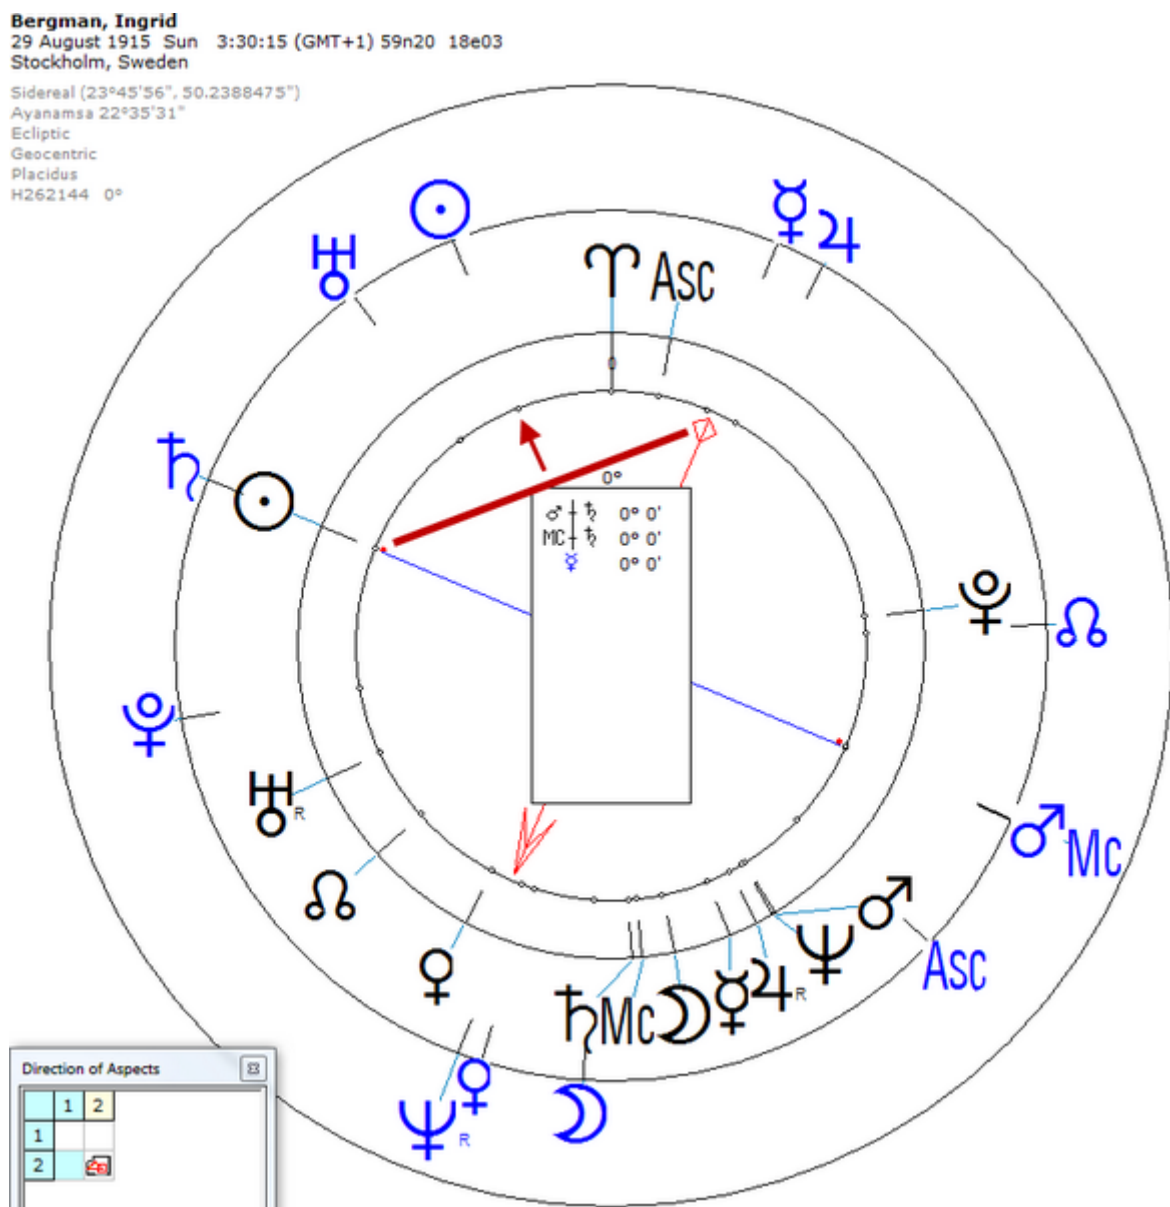 Bergman, Ingrid
29 August 1915 Sun 3:30:15 (GMT+1) 59n20 18e03
Stockholm, Sweden
Sidereal (23°45'56", 50.2388475")
Ayanamsa 22°35'31"
Ecliptic
Geocentric
Placidus
H262144 0°
☉ ☿ ♃
♅ ♈ Asc
0
♄ ☉
0°
♂ ♄ 0° 0'
MC ♄ 0° 0'
☿ 0° 0'
♇ ☊
♇
♅ R
♂ Mc
☊ ♂
♀ ♆ Asc
♄ Mc ☽ ☿ ♃ R
♆ R ♀ ☽
Direction of Aspects
1 2
1
2